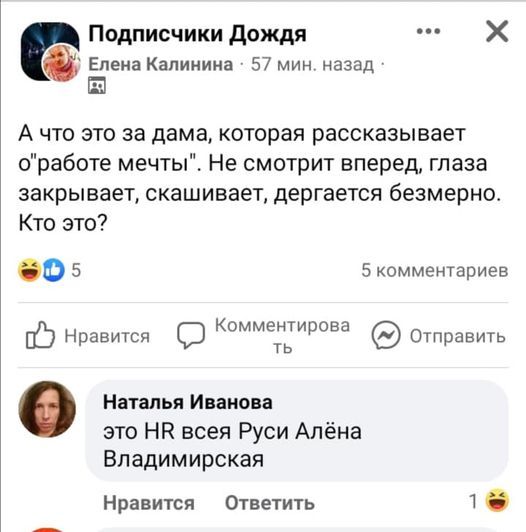 Подписчики Дождя
Елена Калинина · 57 мин. назад ·
А что это за дама, которая рассказывает
о"работе мечты". Не смотрит вперед, глаза
закрывает, скашивает, дергается безмерно.
Кто это?
5
5 комментариев
Нравится
Комментирова
ть
Отправить
Наталья Иванова
это HR всея Руси Алёна
Владимирская
Нравится Ответить 1